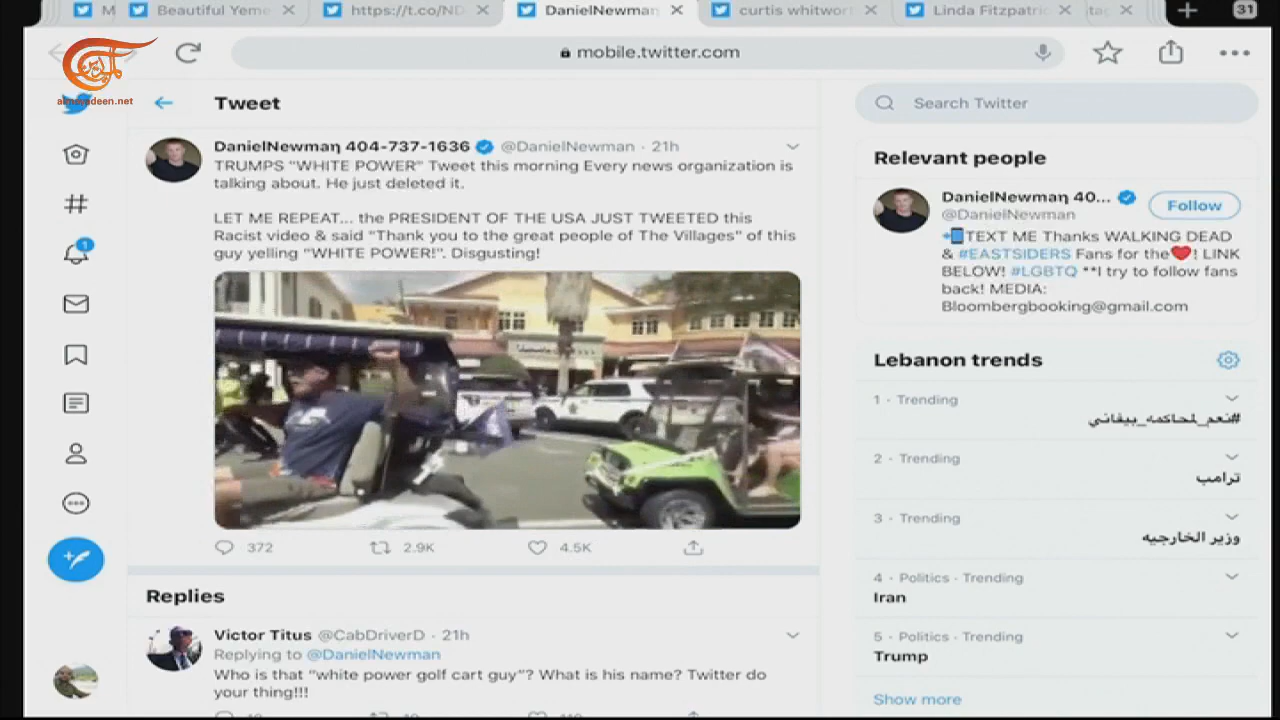 M
Beautiful Yeme
https://t.co/ND
DanielNewman
curtis whitwort
Linda Fitzpatri
tag
31
mobile.twitter.com
الميادين
almayadeen.net
Tweet
DanielNewmaη 404-737-1636 @DanielNewman · 21h
TRUMPS "WHITE POWER" Tweet this morning Every news organization is
talking about. He just deleted it.
LET ME REPEAT... the PRESIDENT OF THE USA JUST TWEETED this
Racist video & said "Thank you to the great people of The Villages" of this
guy yelling "WHITE POWER!". Disgusting!
372 2.9K 4.5K
Replies
Victor Titus @CabDriverD · 21h
Replying to @DanielNewman
Who is that "white power golf cart guy"? What is his name? Twitter do
your thing!!!
1
Search Twitter
Relevant people
DanielNewmaη 40...
@DanielNewman
Follow
TEXT ME Thanks WALKING DEAD
& #EASTSIDERS Fans for the❤️! LINK
BELOW! #LGBTQ **I try to follow fans
back! MEDIA:
Bloombergbooking@gmail.com
Lebanon trends
1 · Trending
#نعم_لمحاكمه_بيفاني
2 · Trending
ترامب
3 · Trending
وزير الخارجيه
4 · Politics · Trending
Iran
5 · Politics · Trending
Trump
Show more